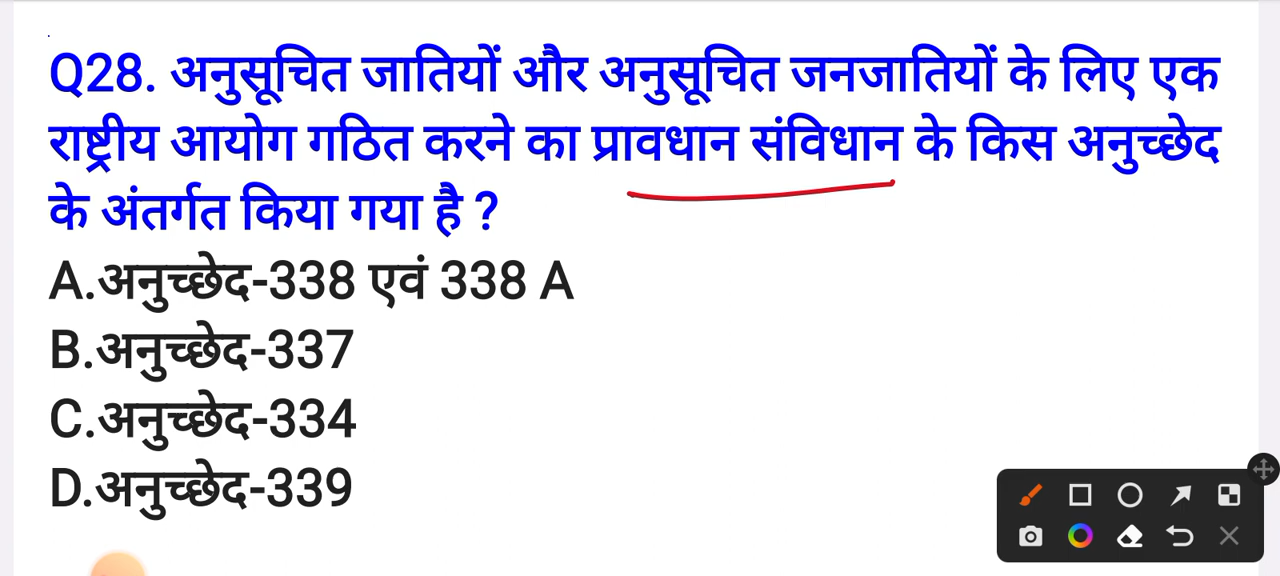 Q28. अनुसूचित जातियों और अनुसूचित जनजातियों के लिए एक
राष्ट्रीय आयोग गठित करने का प्रावधान संविधान के किस अनुच्छेद
के अंतर्गत किया गया है ?
A.अनुच्छेद-338 एवं 338 A
B.अनुच्छेद-337
C.अनुच्छेद-334
D.अनुच्छेद-339